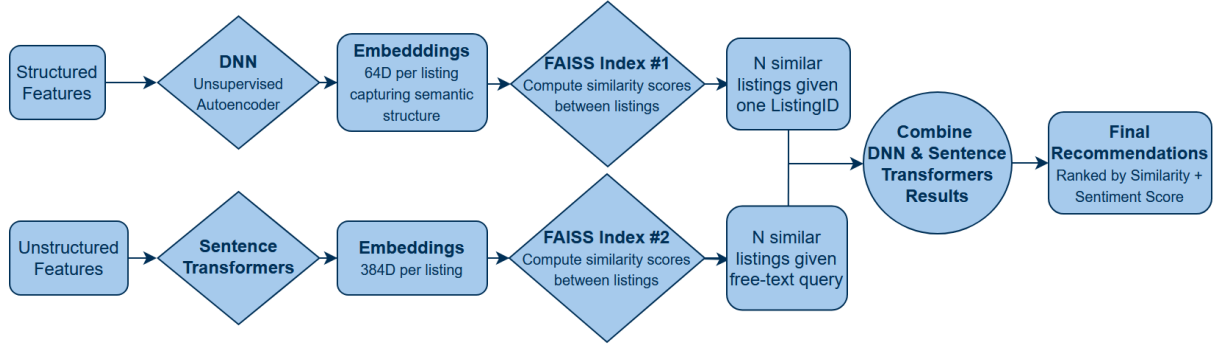 Structured
Features
DNN
Unsupervised
Autoencoder
Embedddings
64D per listing
capturing semantic
structure
FAISS Index #1
Compute similarity scores
between listings
N similar
listings given
one ListingID
Combine
DNN & Sentence
Transformers
Results
Final
Recommendations
Ranked by Similarity +
Sentiment Score
Unstructured
Features
Sentence
Transformers
Embeddings
384D per listing
FAISS Index #2
Compute similarity scores
between listings
N similar
listings given
free-text query